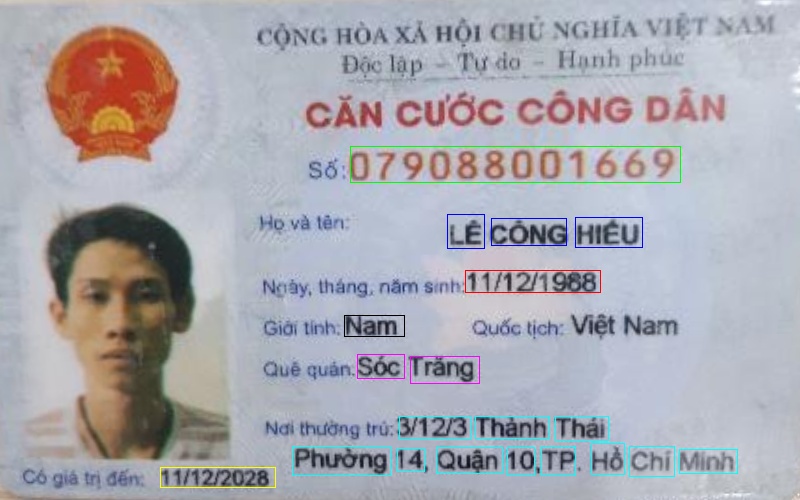 CỘNG HÒA XÃ HỘI CHỦ NGHĨA VIỆT NAM
Độc lập - Tự do - Hạnh phúc
CĂN CƯỚC CÔNG DÂN
Số: 079088001669
Họ và tên: LÊ CÔNG HIẾU
Ngày, tháng, năm sinh: 11/12/1988
Giới tính: Nam Quốc tịch: Việt Nam
Quê quán: Sóc Trăng
Nơi thường trú: 3/12/3 Thành Thái
Phường 14, Quận 10,TP. Hồ Chí Minh
Có giá trị đến: 11/12/2028